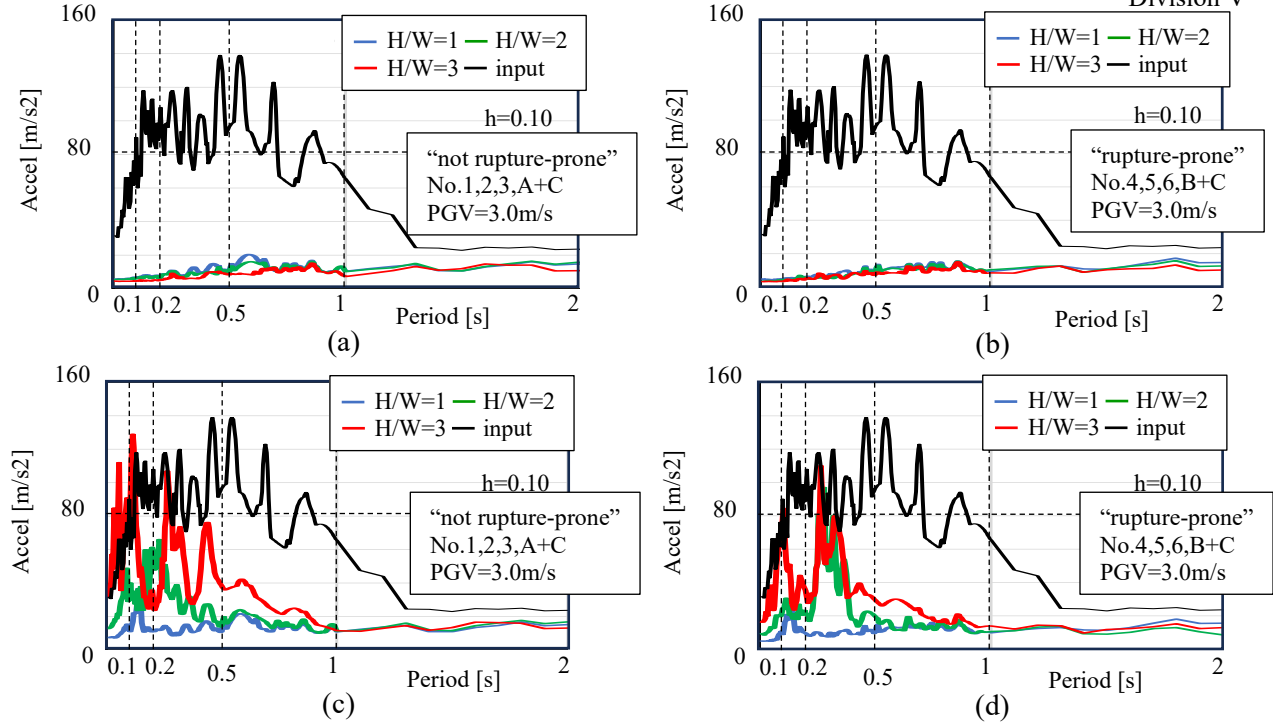 Division V
160
H/W=1 H/W=2
H/W=3 input
h=0.10
80
Accel [m/s2]
“not rupture-prone”
No.1,2,3,A+C
PGV=3.0m/s
0
0.1 0.2 0.5 1 2
Period [s]
(a)
160
H/W=1 H/W=2
H/W=3 input
h=0.10
80
Accel [m/s2]
“rupture-prone”
No.4,5,6,B+C
PGV=3.0m/s
0
0.1 0.2 0.5 1 2
Period [s]
(b)
160
H/W=1 H/W=2
H/W=3 input
h=0.10
80
Accel [m/s2]
“not rupture-prone”
No.1,2,3,A+C
PGV=3.0m/s
0
0.1 0.2 0.5 1 2
Period [s]
(c)
160
H/W=1 H/W=2
H/W=3 input
h=0.10
80
Accel [m/s2]
“rupture-prone”
No.4,5,6,B+C
PGV=3.0m/s
0
0.1 0.2 0.5 1 2
Period [s]
(d)